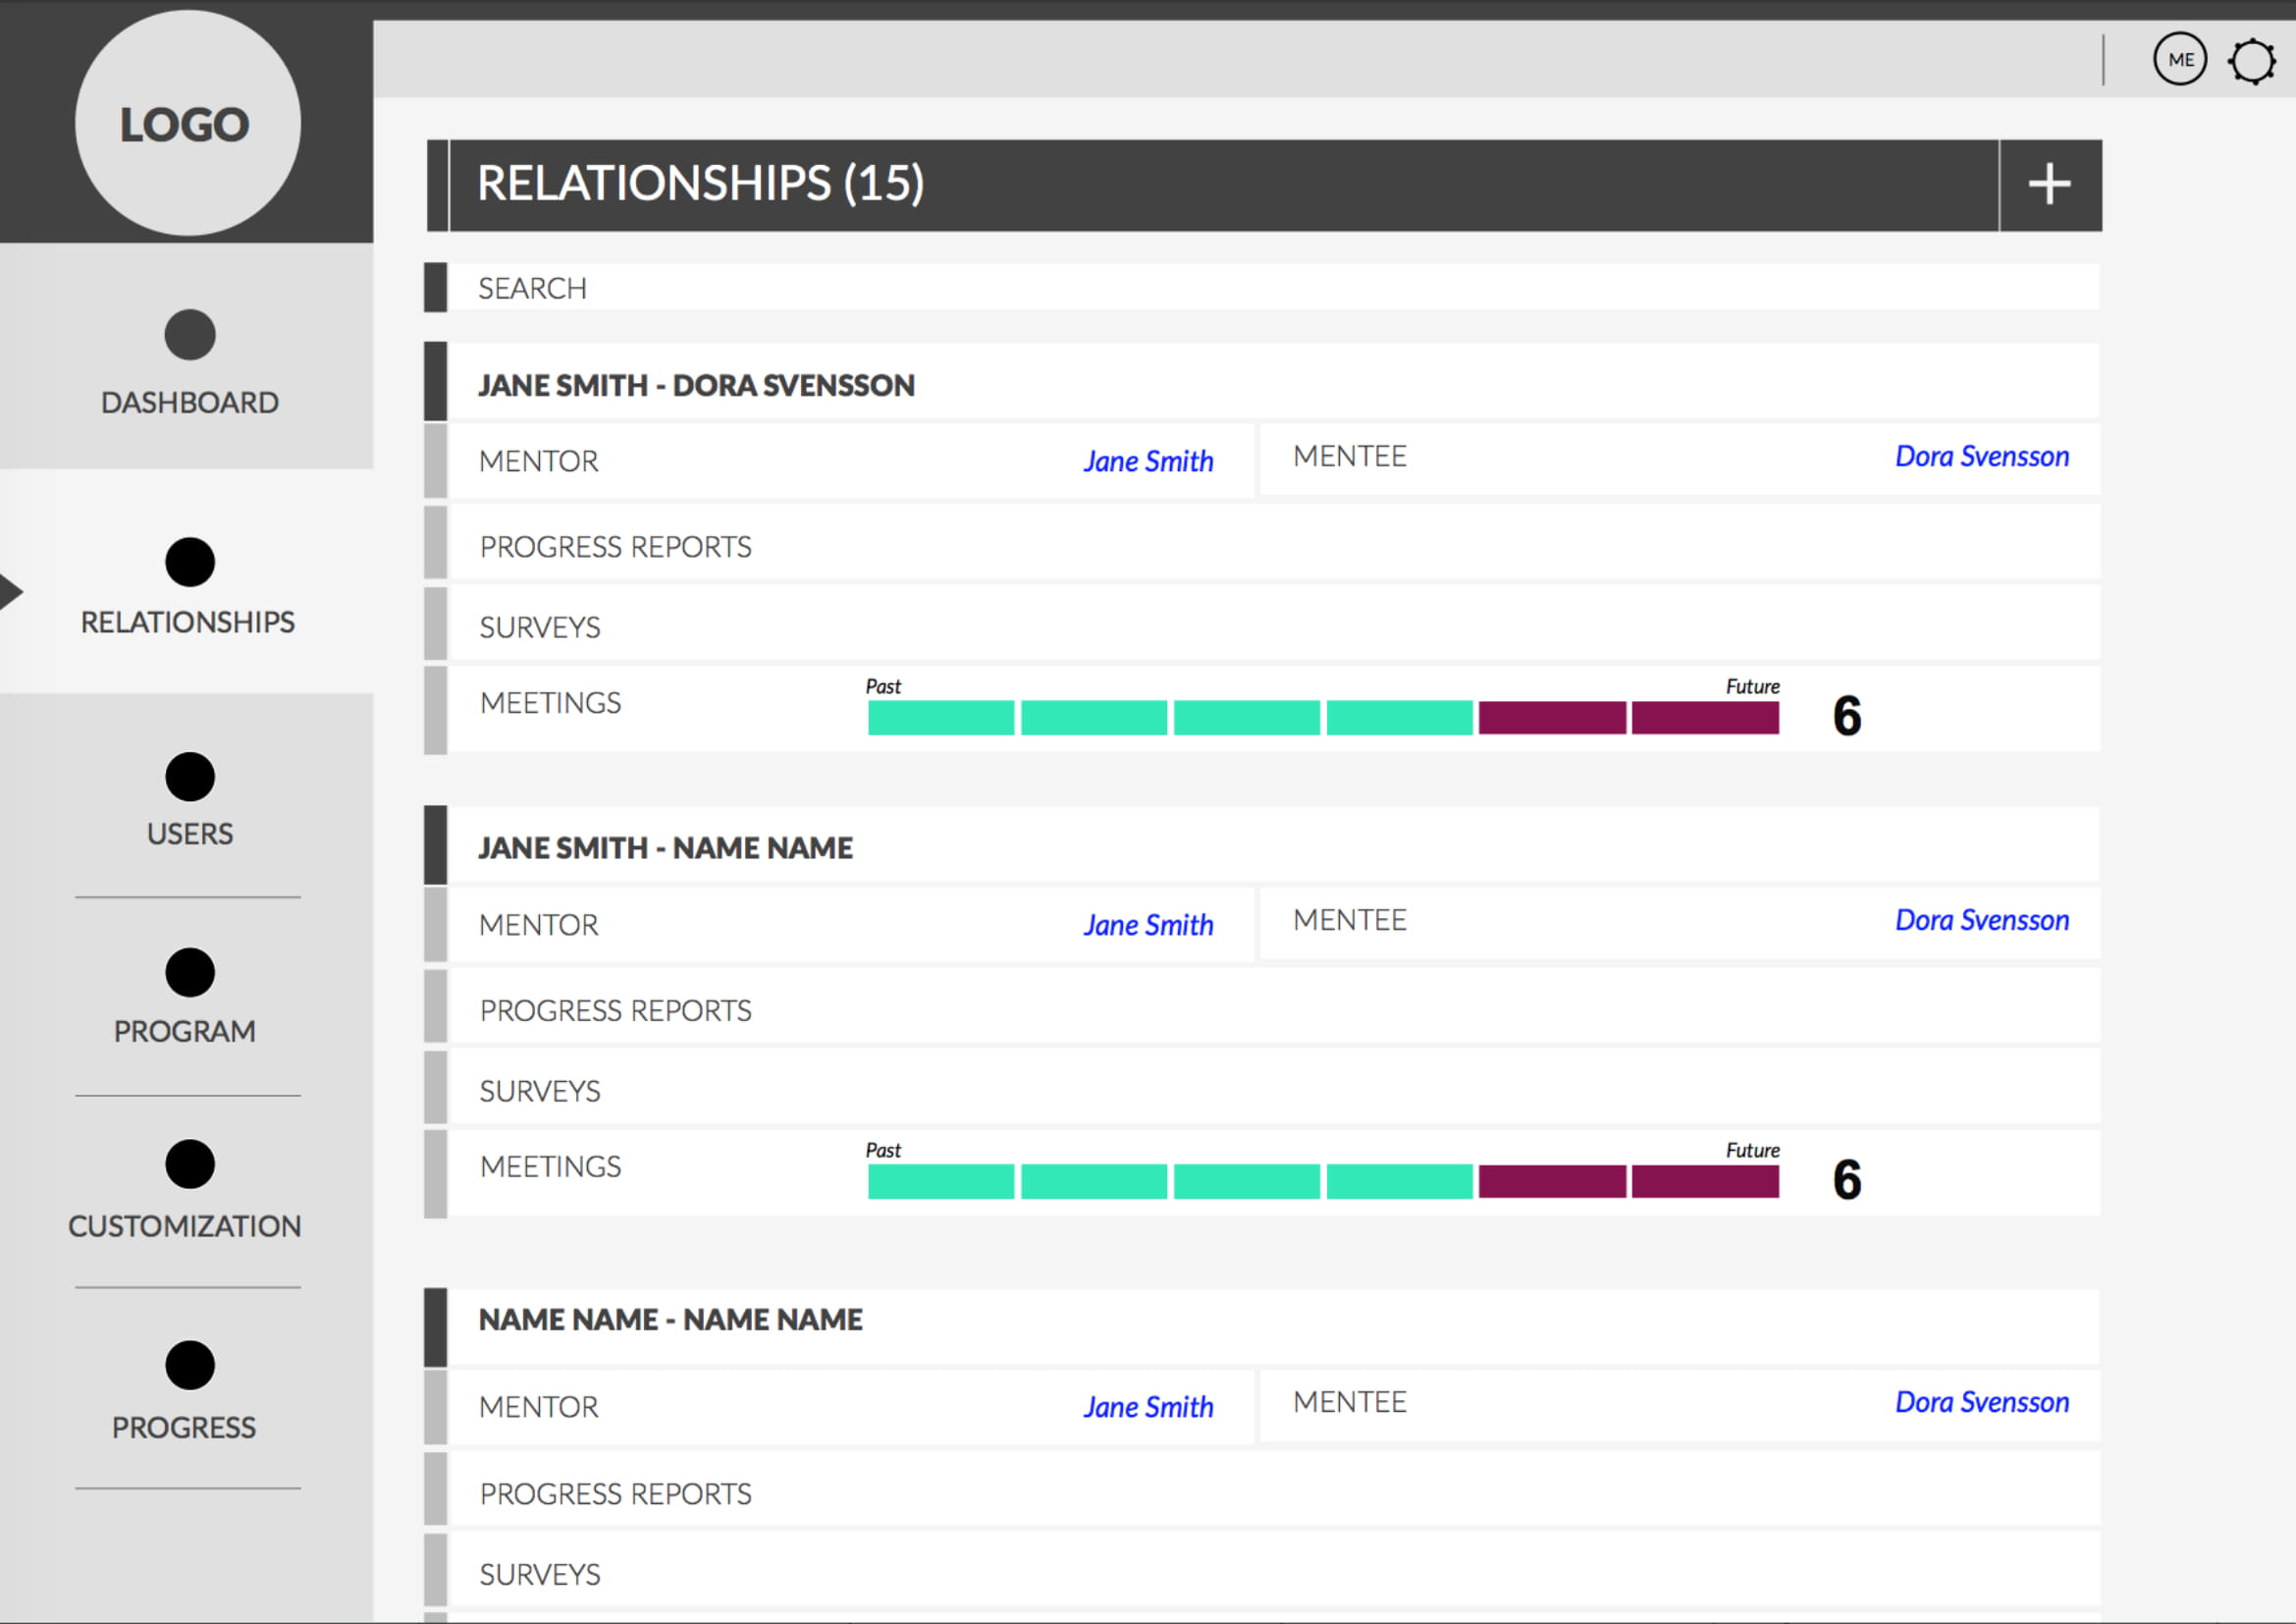 LOGO
ME
RELATIONSHIPS (15)
+
SEARCH
DASHBOARD
RELATIONSHIPS
USERS
PROGRAM
CUSTOMIZATION
PROGRESS
JANE SMITH - DORA SVENSSON
MENTOR Jane Smith MENTEE Dora Svensson
PROGRESS REPORTS
SURVEYS
Past Future
MEETINGS 6
JANE SMITH - NAME NAME
MENTOR Jane Smith MENTEE Dora Svensson
PROGRESS REPORTS
SURVEYS
Past Future
MEETINGS 6
NAME NAME - NAME NAME
MENTOR Jane Smith MENTEE Dora Svensson
PROGRESS REPORTS
SURVEYS